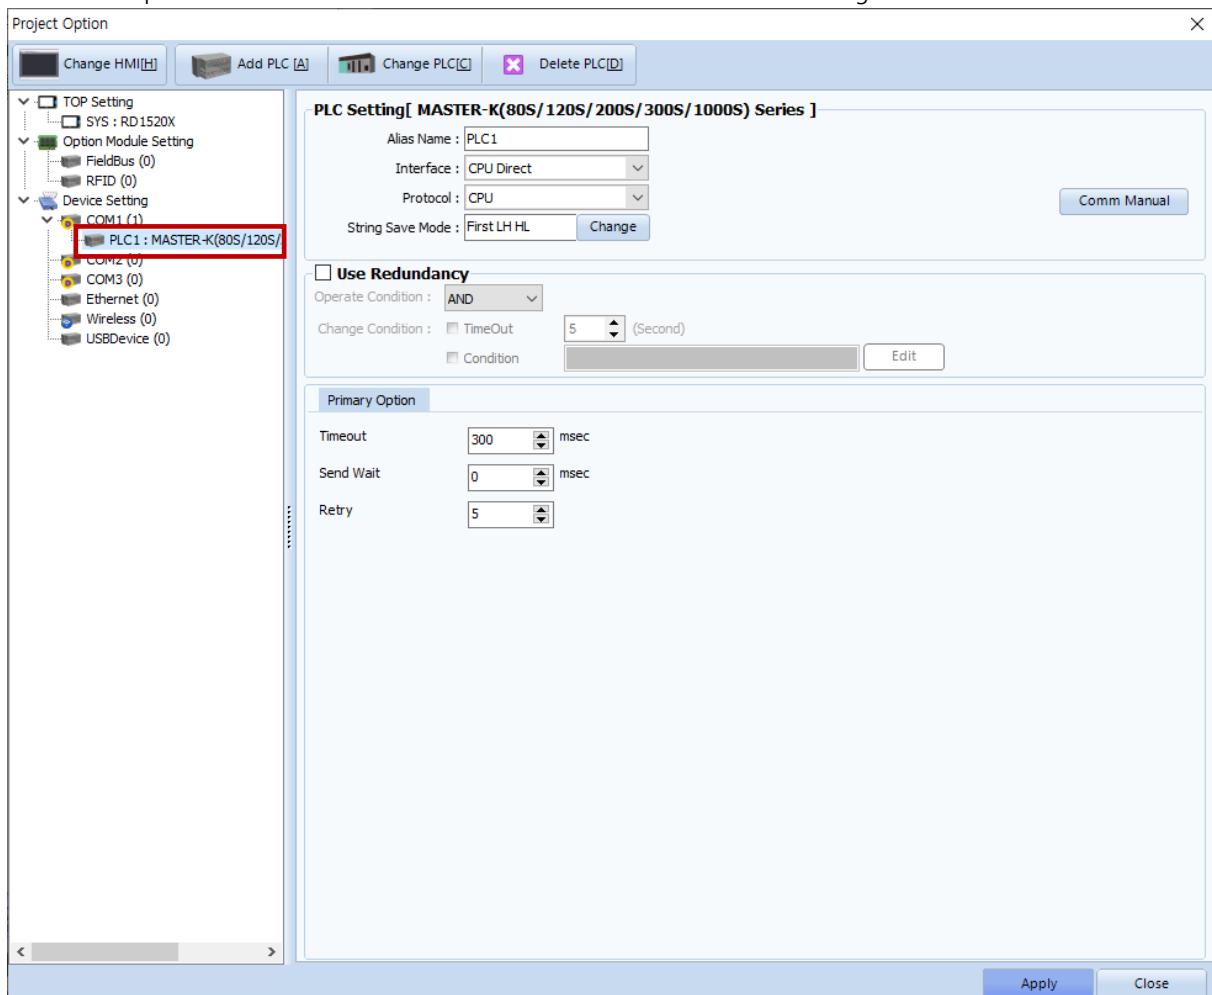 Project Option
Change HMI[H]
Add PLC [A]
Change PLC[C]
Delete PLC[D]
TOP Setting
SYS : RD1520X
Option Module Setting
FieldBus (0)
RFID (0)
Device Setting
COM1 (1)
PLC1 : MASTER-K(80S/120S/
COM2 (0)
COM3 (0)
Ethernet (0)
Wireless (0)
USBDevice (0)
PLC Setting[ MASTER-K(80S/120S/200S/300S/1000S) Series ]
Alias Name : PLC1
Interface : CPU Direct
Protocol : CPU
Comm Manual
String Save Mode : First LH HL Change
Use Redundancy
Operate Condition : AND
Change Condition : TimeOut 5 (Second)
Condition Edit
Primary Option
Timeout 300 msec
Send Wait 0 msec
Retry 5
Apply Close